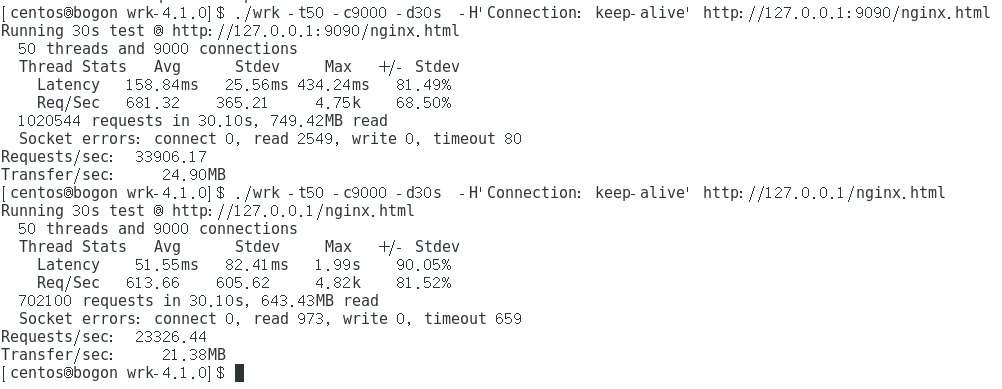 [centos@bogon wrk-4.1.0]$ ./wrk -t50 -c9000 -d30s  -H'Connection: keep-alive' http://127.0.0.1:9090/nginx.html
Running 30s test @ http://127.0.0.1:9090/nginx.html
  50 threads and 9000 connections
  Thread Stats   Avg      Stdev     Max   +/- Stdev
    Latency   158.84ms   25.56ms 434.24ms   81.49%
    Req/Sec   681.32    365.21     4.75k    68.50%
  1020544 requests in 30.10s, 749.42MB read
  Socket errors: connect 0, read 2549, write 0, timeout 80
Requests/sec:  33906.17
Transfer/sec:     24.90MB
[centos@bogon wrk-4.1.0]$ ./wrk -t50 -c9000 -d30s  -H'Connection: keep-alive' http://127.0.0.1/nginx.html
Running 30s test @ http://127.0.0.1/nginx.html
  50 threads and 9000 connections
  Thread Stats   Avg      Stdev     Max   +/- Stdev
    Latency    51.55ms   82.41ms   1.99s    90.05%
    Req/Sec   613.66    605.62     4.82k    81.52%
  702100 requests in 30.10s, 643.43MB read
  Socket errors: connect 0, read 973, write 0, timeout 659
Requests/sec:  23326.44
Transfer/sec:     21.38MB
[centos@bogon wrk-4.1.0]$